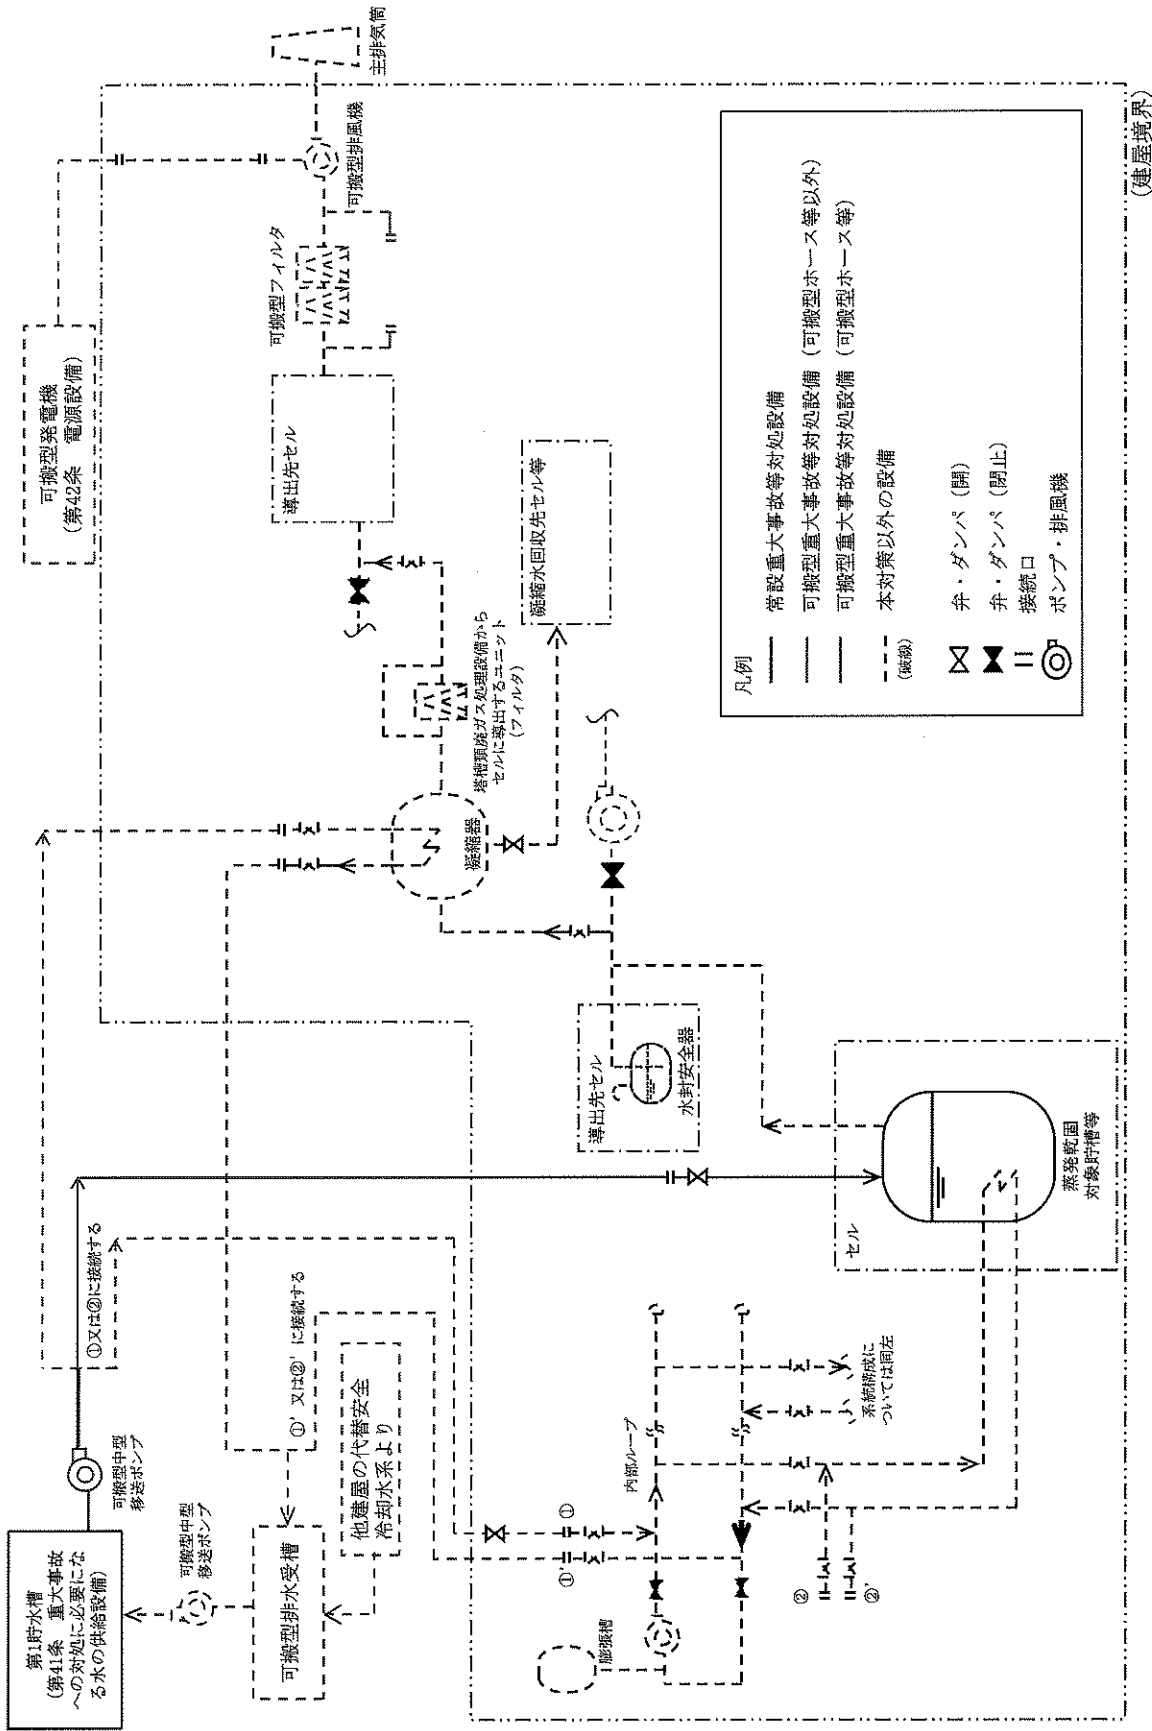 第1貯水槽
(第41条　重大事故
への対処に必要にな
る水の供給設備)
可搬型中型
移送ポンプ
可搬型中型
移送ポンプ
可搬型排水受槽
他建屋の代替安全
冷却水系より
①又は②に接続する
①' 又は②' に接続する
可搬型発電機
(第42条　電源設備)
主排気筒
可搬型排風機
可搬型フィルタ
導出先セル
凝縮水回収先セル等
塔槽類廃ガス処理設備から
セルに導出するユニット
(フィルタ)
凝縮器
導出先セル
水封安全器
セル
蒸発乾固
対象貯槽等
内部ループ
①
①'
②
②'
膨張槽
系統構成に
ついては同左
凡例
常設重大事故等対処設備
可搬型重大事故等対処設備 (可搬型ホース等以外)
可搬型重大事故等対処設備 (可搬型ホース等)
本対策以外の設備
(破線)
弁・ダンパ (開)
弁・ダンパ (閉止)
接続口
ポンプ・排風機
(建屋境界)